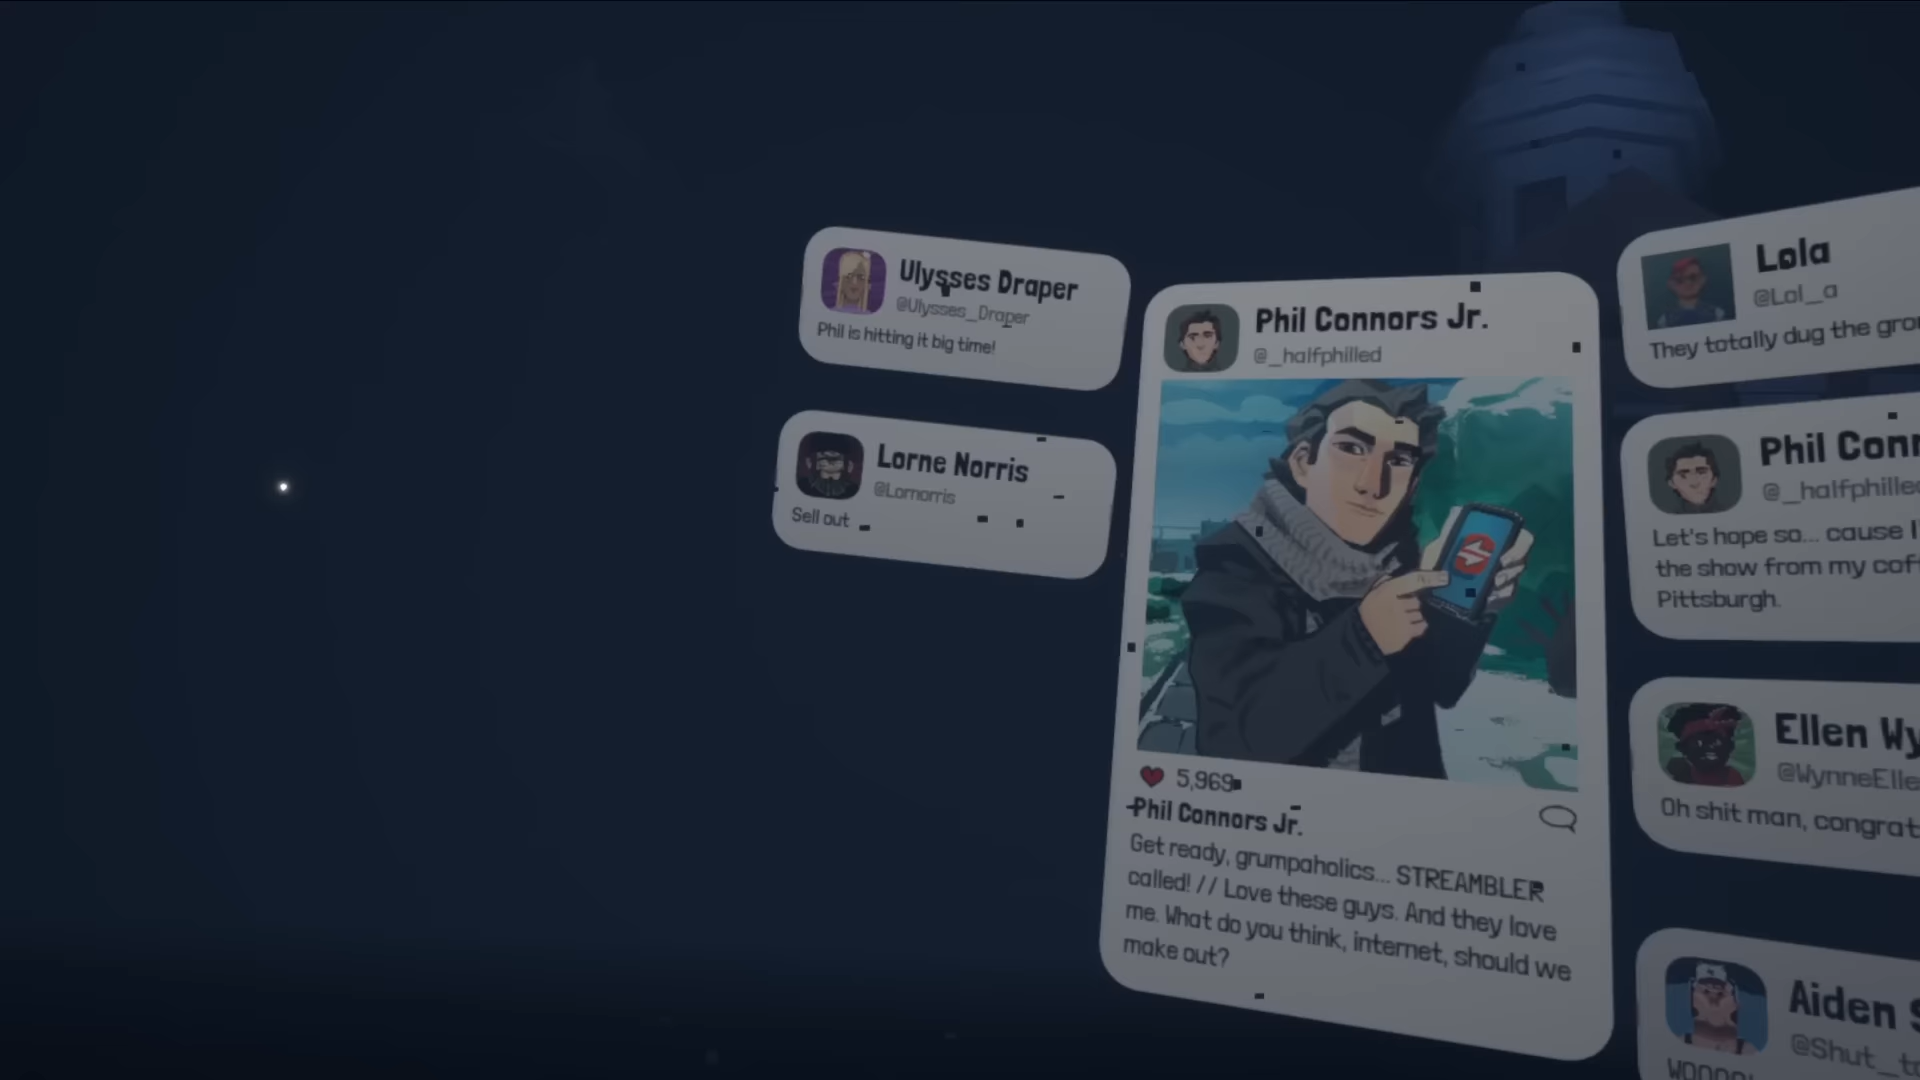 Ulysses Draper
@Ulysses_Draper
Phil is hitting it big time!
Lorne Norris
@Lornorris
Sell out
Phil Connors Jr.
@_halfphilled
5,969
Phil Connors Jr.
Get ready, grumpaholics... STREAMBLER
called! // Love these guys. And they love
me. What do you think, internet, should we
make out?
Lola
@Lol_a
They totally dug the
Phil
@_halfphilled
Let's hope so... cause I
the show from my
Pittsburgh.
Ellen
Oh shit man,
Aiden